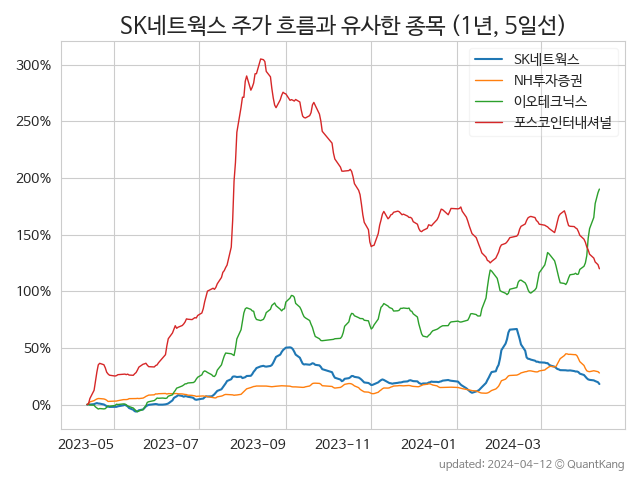 SK네트웍스 주가 흐름과 유사한 종목 (1년, 5일선)
SK네트웍스
NH투자증권
이오테크닉스
포스코인터내셔널
300%
250%
200%
150%
100%
50%
0%
2023-05 2023-07 2023-09 2023-11 2024-01 2024-03
updated: 2024-04-12 © QuantKang